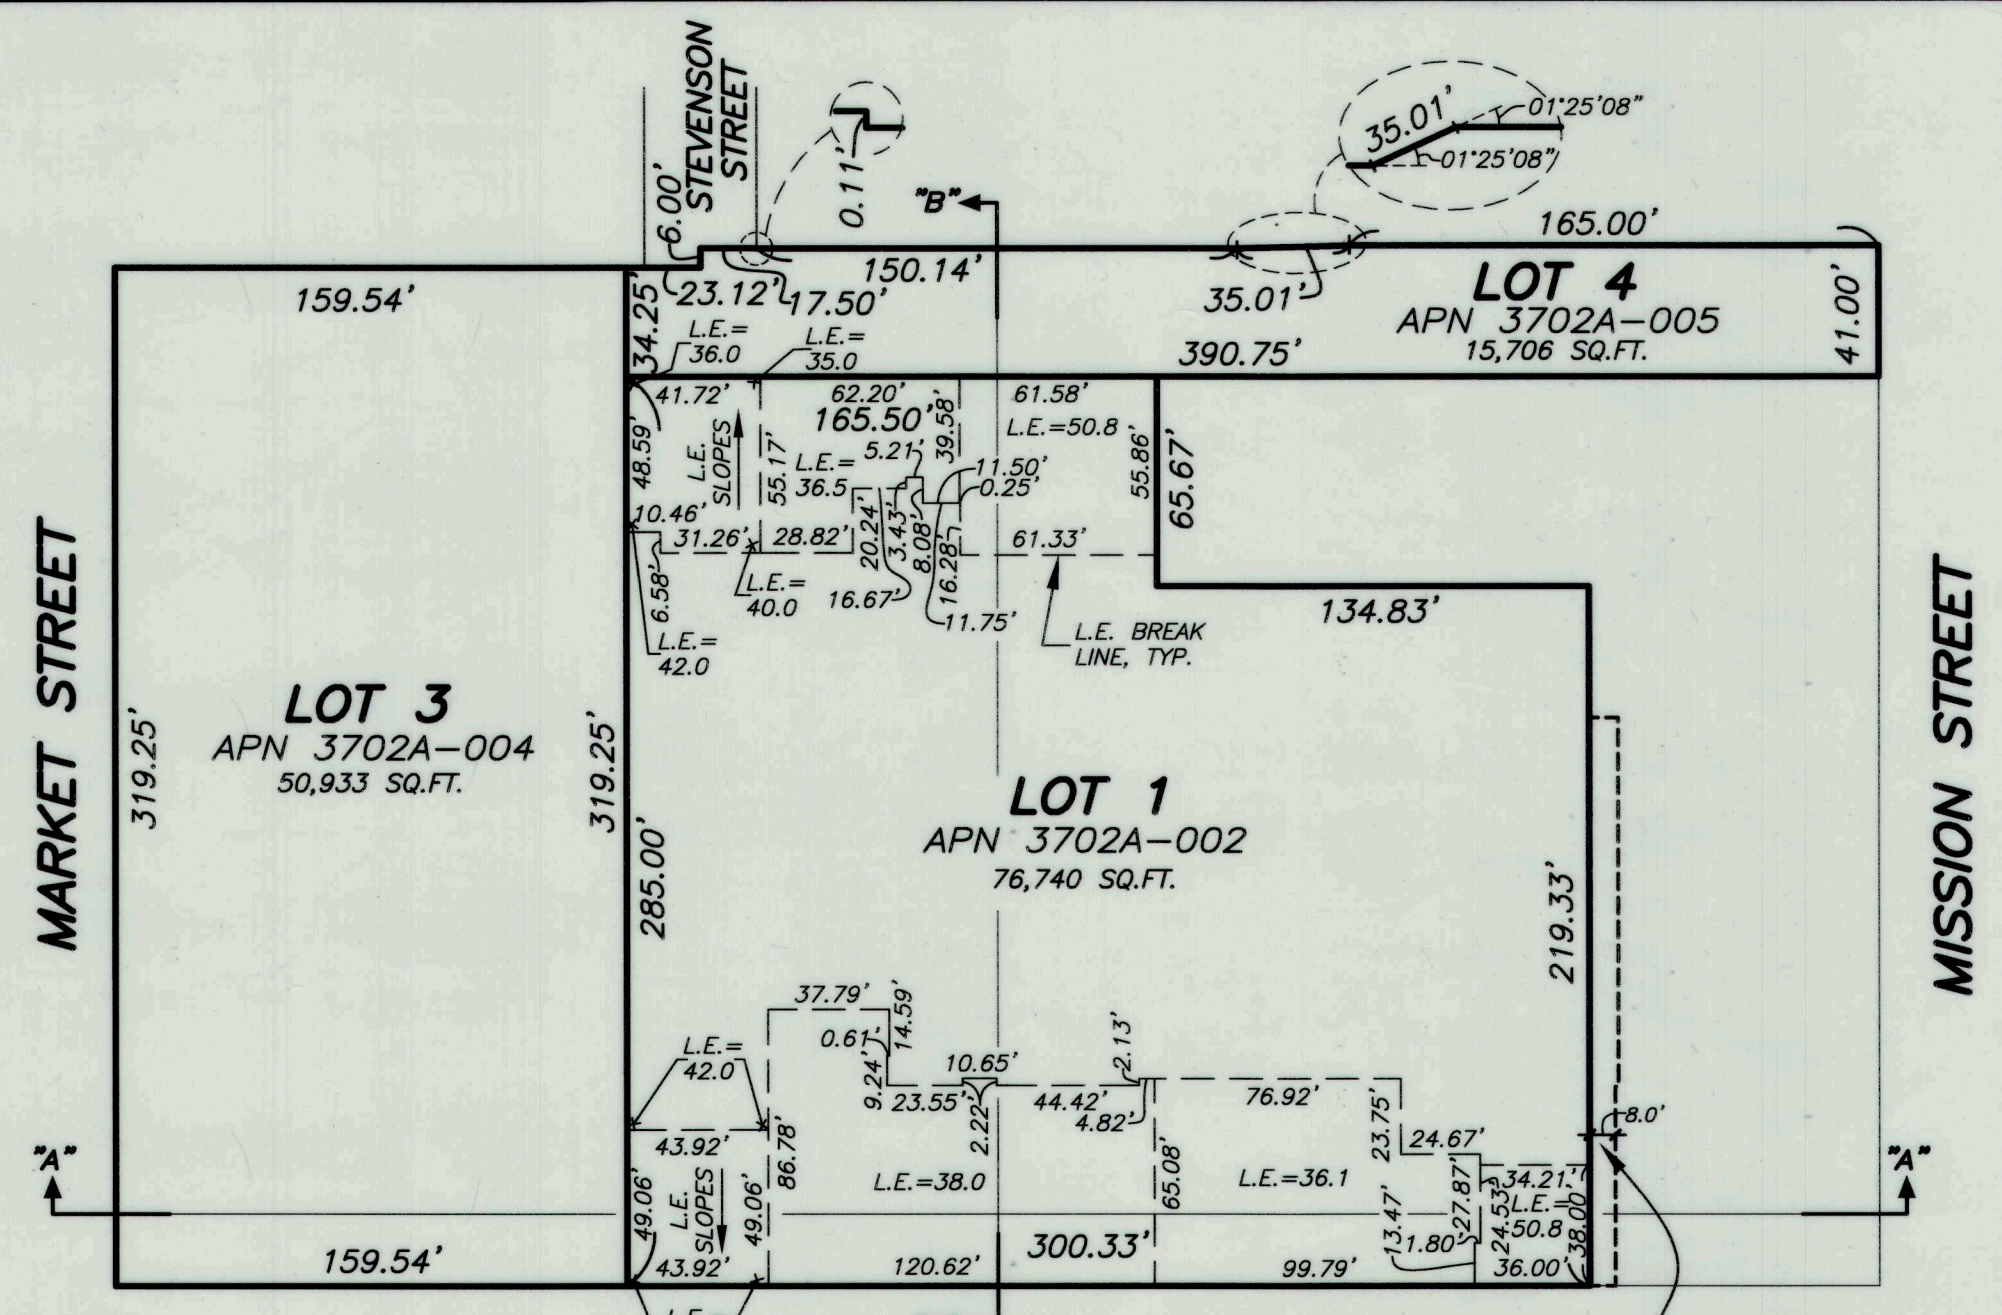 STEVENSON
STREET
6.00'
0.11'
35.01'
01°25'08"
01°25'08"
"B"
165.00'
159.54'
34.25'
23.12'
17.50'
150.14'
35.01'
LOT 4
APN 3702A-005
15,706 SQ.FT.
41.00'
L.E.=
36.0
L.E.=
35.0
390.75'
41.72'
62.20'
61.58'
165.50'
39.58'
L.E.=50.8
48.59'
L.E.
SLOPES
55.17'
L.E.=
36.5
5.21'
11.50'
0.25'
55.86'
65.67'
10.46'
31.26'
28.82'
20.24'
3.43'
8.08'
16.28'
61.33'
6.58'
L.E.=
40.0
16.67'
11.75'
L.E.=
42.0
L.E. BREAK
LINE, TYP.
134.83'
MARKET STREET
MISSION STREET
LOT 3
APN 3702A-004
50,933 SQ.FT.
319.25'
319.25'
285.00'
LOT 1
APN 3702A-002
76,740 SQ.FT.
219.33'
37.79'
14.59'
0.61'
9.24'
L.E.=
42.0
10.65'
2.13'
23.55'
2.22'
44.42'
4.82'
76.92'
23.75'
24.67'
8.0'
43.92'
86.78'
"A"
"A"
L.E.=38.0
65.08'
L.E.=36.1
34.21'
27.87'
24.53'
L.E.=
50.8
38.00'
49.06'
L.E.
SLOPES
49.06'
13.47'
1.80'
159.54'
43.92'
120.62'
300.33'
99.79'
36.00'